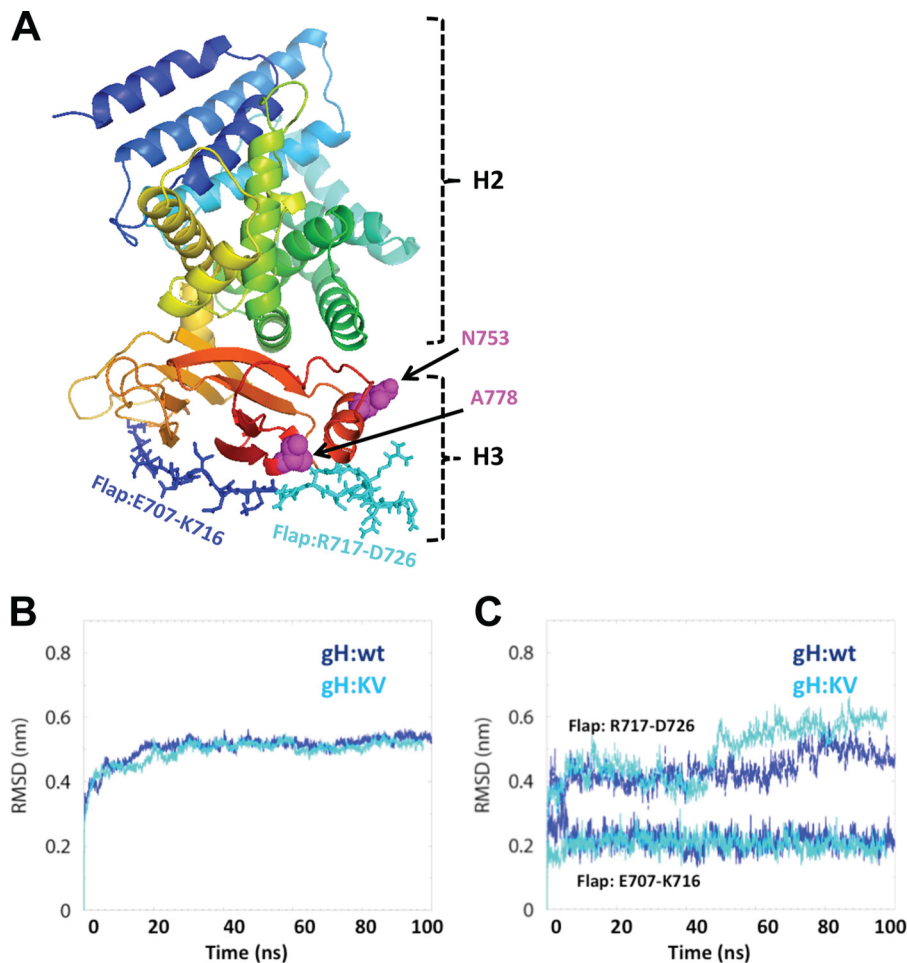 A
H2
N753
A778
H3
Flap:E707-K716
Flap:R717-D726
B
gH:wt
gH:KV
0.8
0.6
0.4
0.2
0
RMSD (nm)
0 20 40 60 80 100
Time (ns)
C
gH:wt
gH:KV
Flap: R717-D726
Flap: E707-K716
0.8
0.6
0.4
0.2
0
RMSD (nm)
0 20 40 60 80 100
Time (ns)